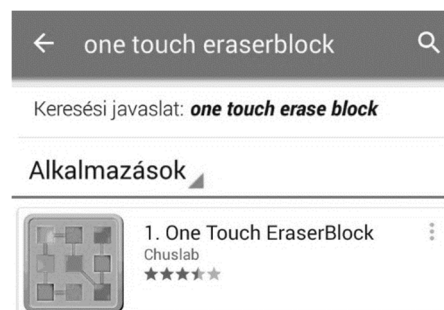 one touch eraserblock
Keresési javaslat: one touch erase block
Alkalmazások
1. One Touch EraserBlock
Chuslab